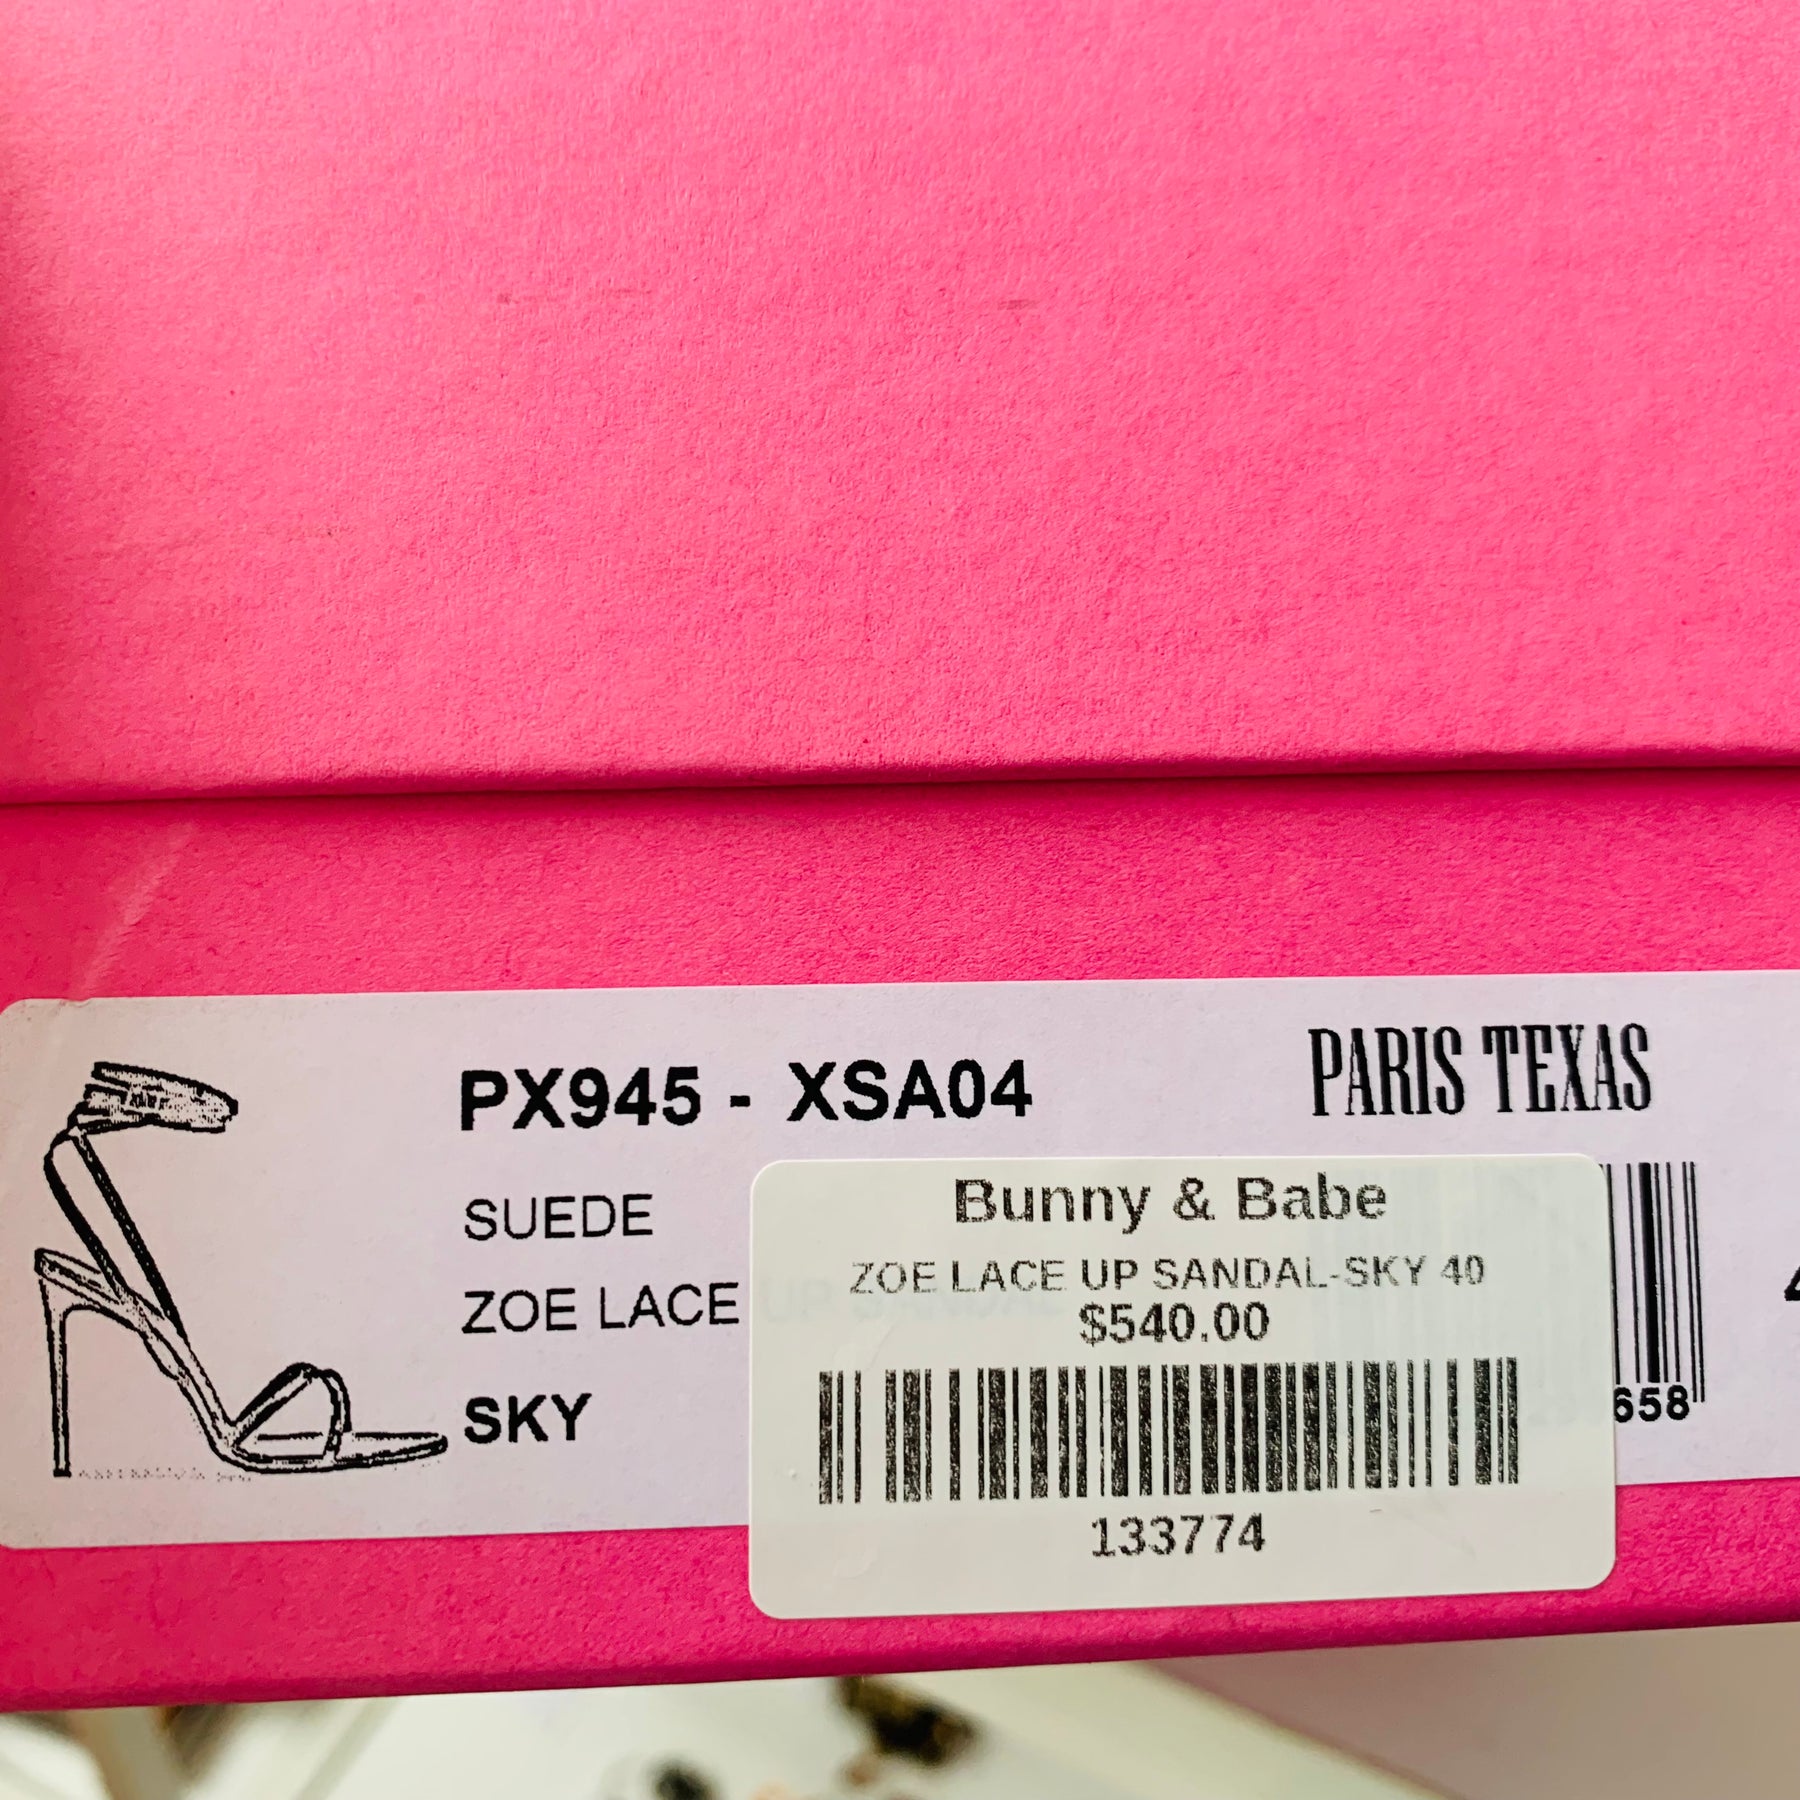 PX945 - XSA04
PARIS TEXAS
SUEDE
ZOE LACE
SKY
Bunny & Babe
ZOE LACE UP SANDAL-SKY 40
$540.00
133774
658